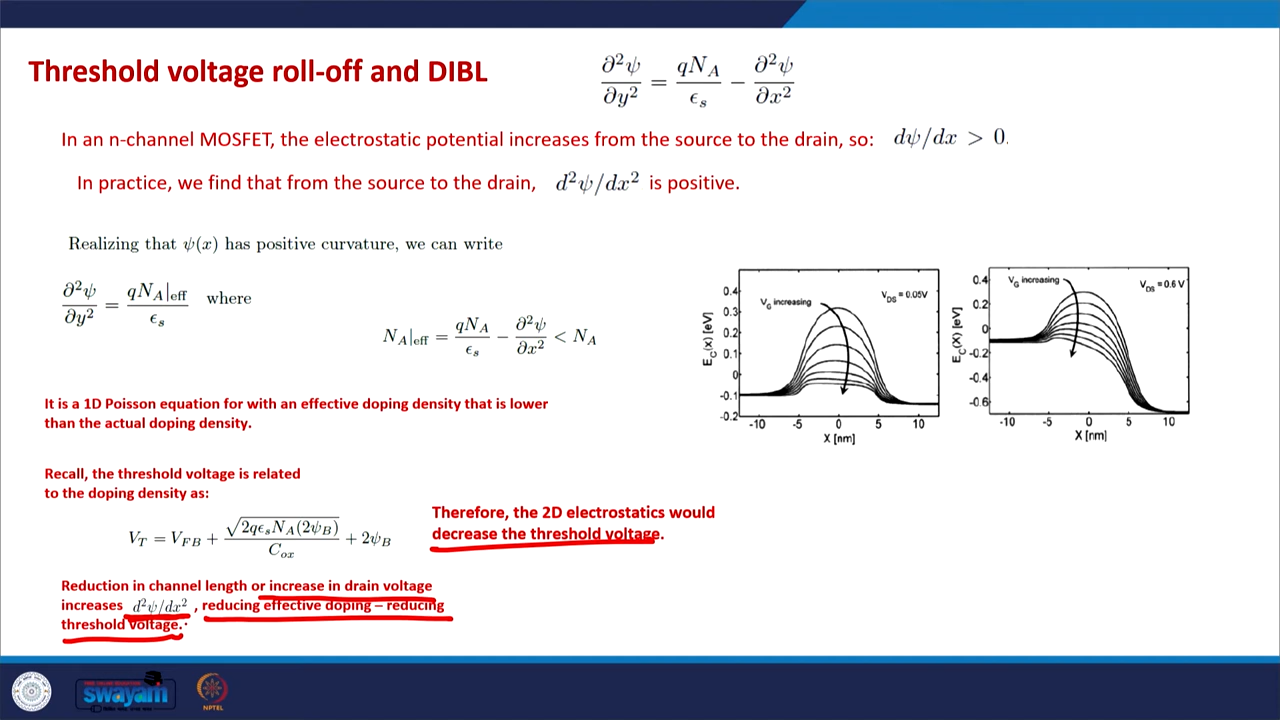 Threshold voltage roll-off and DIBL
∂²ψ/∂y² = qN_A/ϵ_s − ∂²ψ/∂x²
In an n-channel MOSFET, the electrostatic potential increases from the source to the drain, so: dψ/dx > 0.
In practice, we find that from the source to the drain, d²ψ/dx² is positive.
Realizing that ψ(x) has positive curvature, we can write
∂²ψ/∂y² = qN_A|eff/ϵ_s where
N_A|eff = qN_A/ϵ_s − ∂²ψ/∂x² < N_A
It is a 1D Poisson equation for with an effective doping density that is lower
than the actual doping density.
Recall, the threshold voltage is related
to the doping density as:
V_T = V_FB + √(2qϵ_sN_A(2ψ_B))/C_ox + 2ψ_B
Therefore, the 2D electrostatics would
decrease the threshold voltage.
Reduction in channel length or increase in drain voltage
increases d²ψ/dx² , reducing effective doping – reducing
threshold voltage.
E_C(x) [eV]
0.4
0.3
0.2
0.1
0
-0.1
-0.2
V_G increasing
V_DS = 0.05V
-10 -5 0 5 10
X [nm]
E_C(X) [eV]
0.4
0.2
0
-0.2
-0.4
-0.6
V_G increasing
V_DS = 0.6 V
-10 -5 0 5 10
X [nm]
swayam
NPTEL